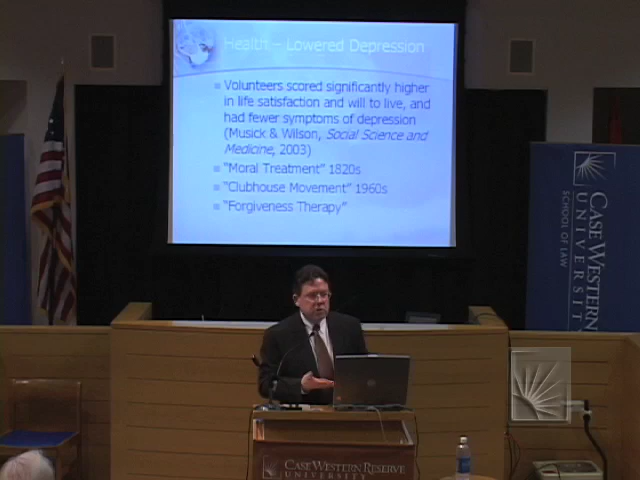 Health – Lowered Depression
Volunteers scored significantly higher
in life satisfaction and will to live, and
had fewer symptoms of depression
(Musick & Wilson, Social Science and
Medicine, 2003)
"Moral Treatment" 1820s
"Clubhouse Movement" 1960s
"Forgiveness Therapy"
CASE WESTERN
UNIVERSITY
SCHOOL OF LAW
CASE WESTERN RESERVE
UNIVERSITY